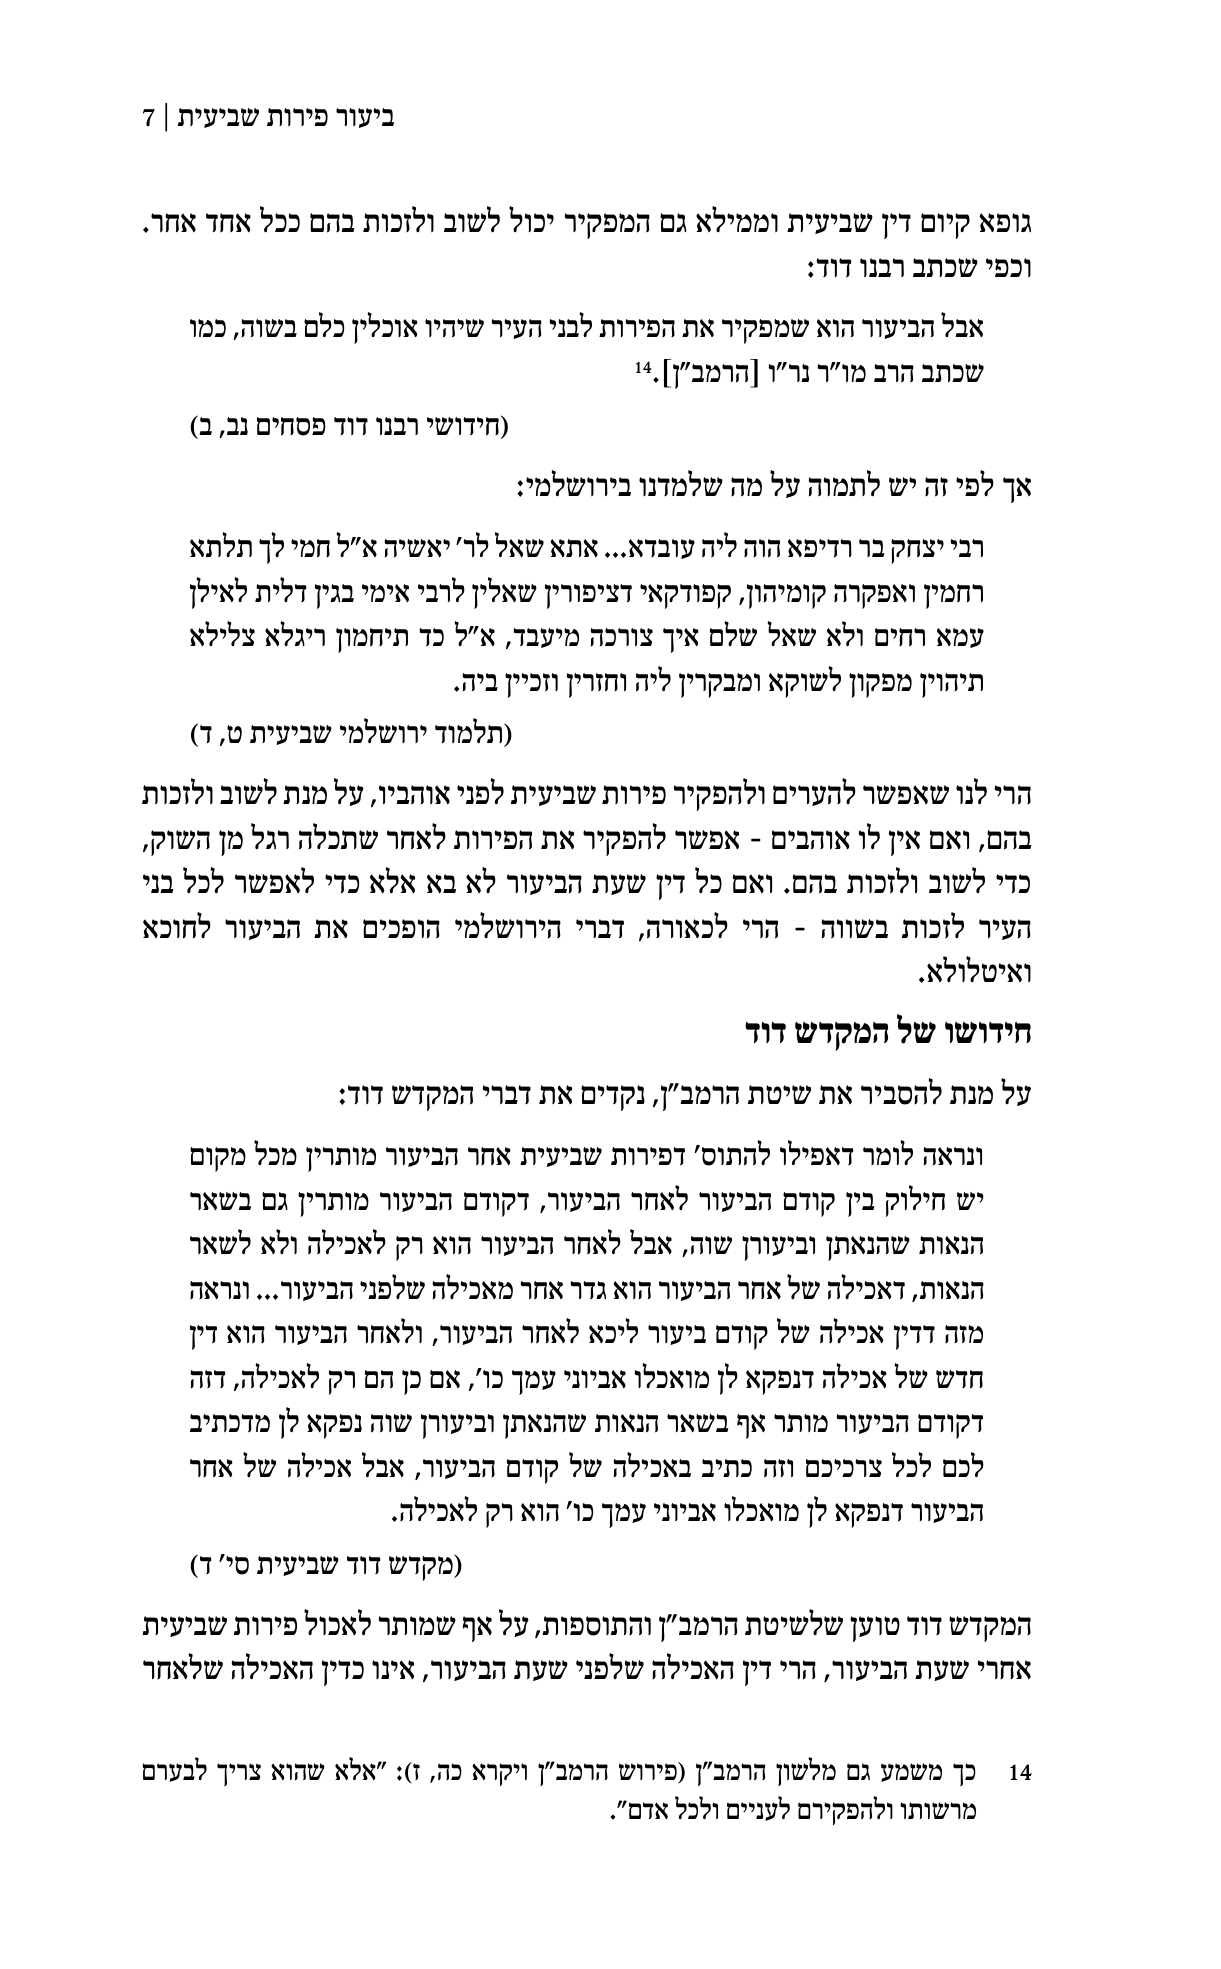 ביעור פירות שביעית | 7
גופא קיום דין שביעית וממילא גם המפקיר יכול לשוב ולזכות בהם ככל אחד אחר.
וכפי שכתב רבנו דוד:
אבל הביעור הוא שמפקיר את הפירות לבני העיר שיהיו אוכלין כלם בשוה, כמו
שכתב הרב מו״ר נר״ו [הרמב״ן].14
(חידושי רבנו דוד פסחים נב, ב)
אך לפי זה יש לתמוה על מה שלמדנו בירושלמי:
רבי יצחק בר רדיפא הוה ליה עובדא... אתא שאל לר׳ יאשיה א״ל חמי לך תלתא
רחמין ואפקרה קומיהון, קפודקאי דציפורין שאלין לרבי אימי בגין דלית לאילן
עמא רחים ולא שאל שלם איך צורכה מיעבד, א״ל כד תיחמון ריגלא צלילא
תיהוין מפקון לשוקא ומבקרין ליה וחזרין וזכיין ביה.
(תלמוד ירושלמי שביעית ט, ד)
הרי לנו שאפשר להערים ולהפקיר פירות שביעית לפני אוהביו, על מנת לשוב ולזכות
בהם, ואם אין לו אוהבים - אפשר להפקיר את הפירות לאחר שתכלה רגל מן השוק,
כדי לשוב ולזכות בהם. ואם כל דין שעת הביעור לא בא אלא כדי לאפשר לכל בני
העיר לזכות בשווה - הרי לכאורה, דברי הירושלמי הופכים את הביעור לחוכא
ואיטלולא.
חידושו של המקדש דוד
על מנת להסביר את שיטת הרמב״ן, נקדים את דברי המקדש דוד:
ונראה לומר דאפילו להתוס׳ דפירות שביעית אחר הביעור מותרין מכל מקום
יש חילוק בין קודם הביעור לאחר הביעור, דקודם הביעור מותרין גם בשאר
הנאות שהנאתן וביעורן שוה, אבל לאחר הביעור הוא רק לאכילה ולא לשאר
הנאות, דאכילה של אחר הביעור הוא גדר אחר מאכילה שלפני הביעור... ונראה
מזה דדין אכילה של קודם ביעור ליכא לאחר הביעור, ולאחר הביעור הוא דין
חדש של אכילה דנפקא לן מואכלו אביוני עמך כו׳, אם כן הם רק לאכילה, דזה
דקודם הביעור מותר אף בשאר הנאות שהנאתן וביעורן שוה נפקא לן מדכתיב
לכם לכל צרכיכם וזה כתיב באכילה של קודם הביעור, אבל אכילה של אחר
הביעור דנפקא לן מואכלו אביוני עמך כו׳ הוא רק לאכילה.
(מקדש דוד שביעית סי׳ ד)
המקדש דוד טוען שלשיטת הרמב״ן והתוספות, על אף שמותר לאכול פירות שביעית
אחרי שעת הביעור, הרי דין האכילה שלפני שעת הביעור, אינו כדין האכילה שלאחר
14 כך משמע גם מלשון הרמב״ן (פירוש הרמב״ן ויקרא כה, ז): ״אלא שהוא צריך לבערם
מרשותו ולהפקירם לעניים ולכל אדם״.